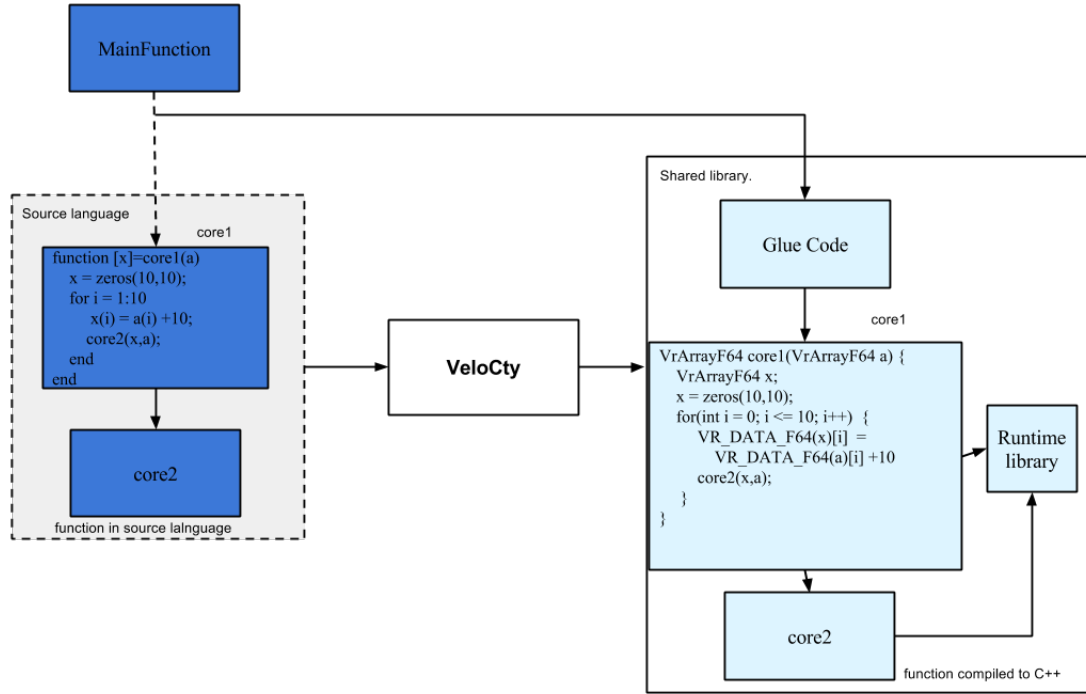 MainFunction
Source language
core1
function [x]=core1(a)
x = zeros(10,10);
for i = 1:10
x(i) = a(i) +10;
core2(x,a);
end
end
core2
function in source lalnguage
VeloCty
Shared library.
Glue Code
core1
VrArrayF64 core1(VrArrayF64 a) {
VrArrayF64 x;
x = zeros(10,10);
for(int i = 0; i <= 10; i++) {
VR_DATA_F64(x)[i] =
VR_DATA_F64(a)[i] +10
core2(x,a);
}
}
Runtime
library
core2
function compiled to C++